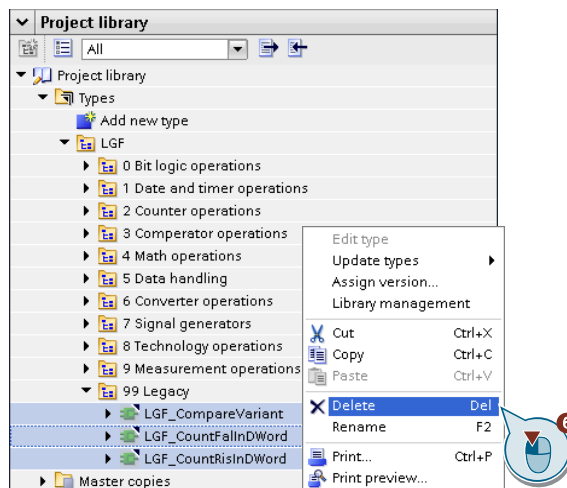 Project library
All
Project library
Types
Add new type
LGF
0 Bit logic operations
1 Date and timer operations
2 Counter operations
3 Comperator operations
4 Math operations
5 Data handling
6 Converter operations
7 Signal generators
8 Technology operations
9 Measurement operations
99 Legacy
LGF_CompareVariant
LGF_CountFalInDWord
LGF_CountRisInDWord
Master copies
Edit type
Update types
Assign version...
Library management
Cut Ctrl+X
Copy Ctrl+C
Paste Ctrl+V
Delete Del
Rename F2
Print... Ctrl+P
Print preview...
6